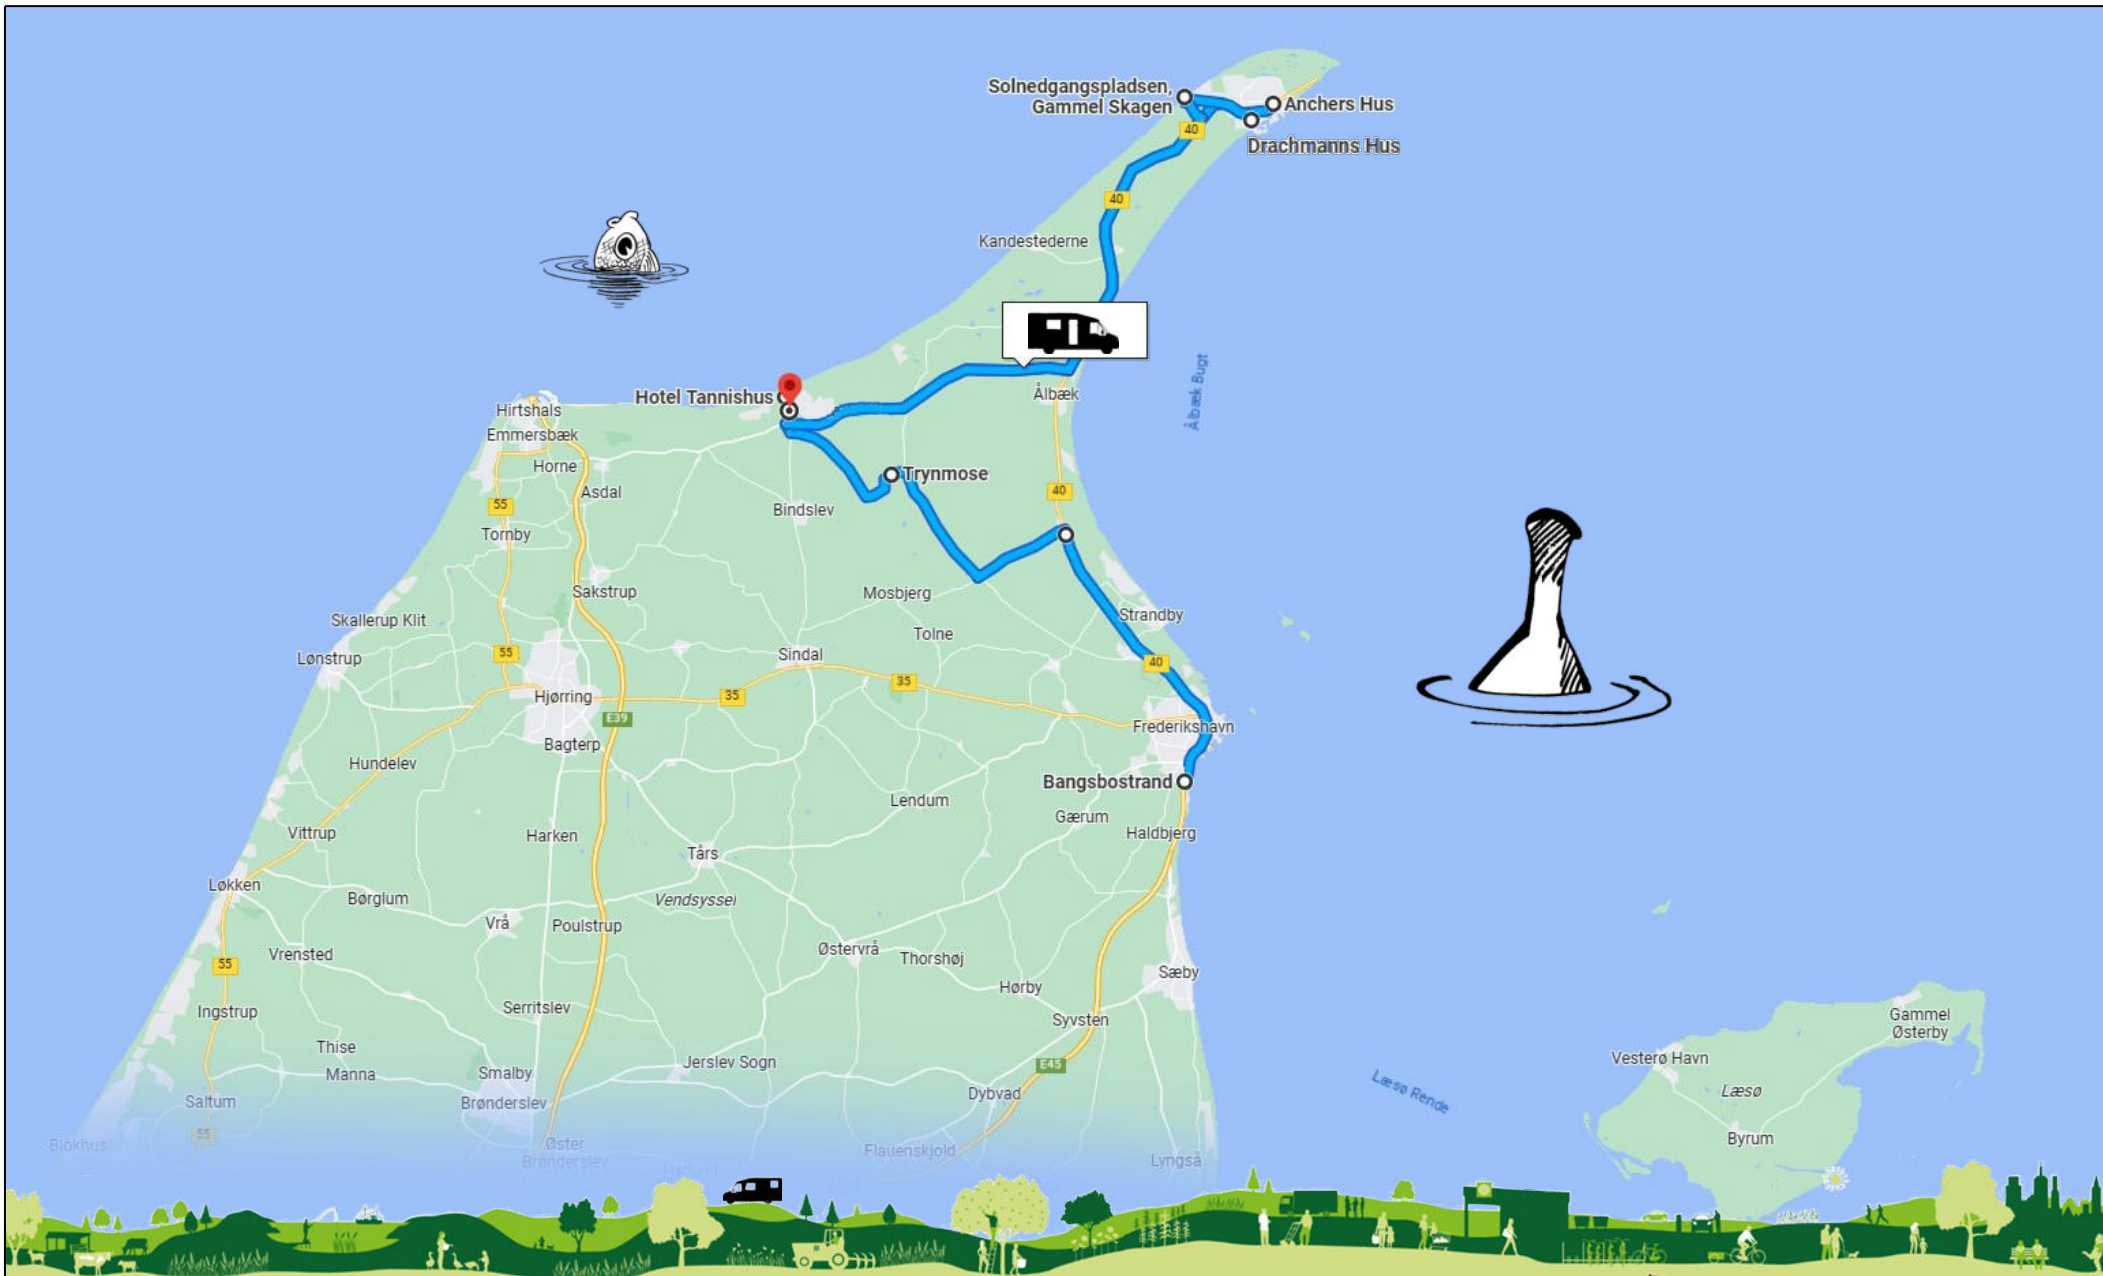 Solnedgangspladsen,
Gammel Skagen
Anchers Hus
40
Drachmanns Hus
40
Kandestederne
Ålbæk Bugt
Hotel Tannishus
Ålbæk
Hirtshals
Emmersbæk
Horne
Trynmose
Asdal
40
55
Bindslev
Tornby
Sakstrup
Mosbjerg
Strandby
Skallerup Klit
Tolne
55
Sindal
Lønstrup
40
35
35
Hjørring
E39
Frederikshavn
Bagterp
Hundelev
Bangsbostrand
Lendum
Gærum
Vittrup
Harken
Haldbjerg
Tårs
Løkken
Børglum
Vendsyssel
Vrå
Poulstrup
Østervrå
Vrensted
Thorshøj
55
Sæby
Hørby
Serritslev
Ingstrup
Syvsten
Gammel
Østerby
Thise
Vesterø Havn
Jerslev Sogn
E45
Manna
Smalby
Læsø Rende
Læsø
Dybvad
Saltum
Brønderslev
55
Byrum
Blokhus
Øster
Brønderslev
Flauenskjold
Lyngså